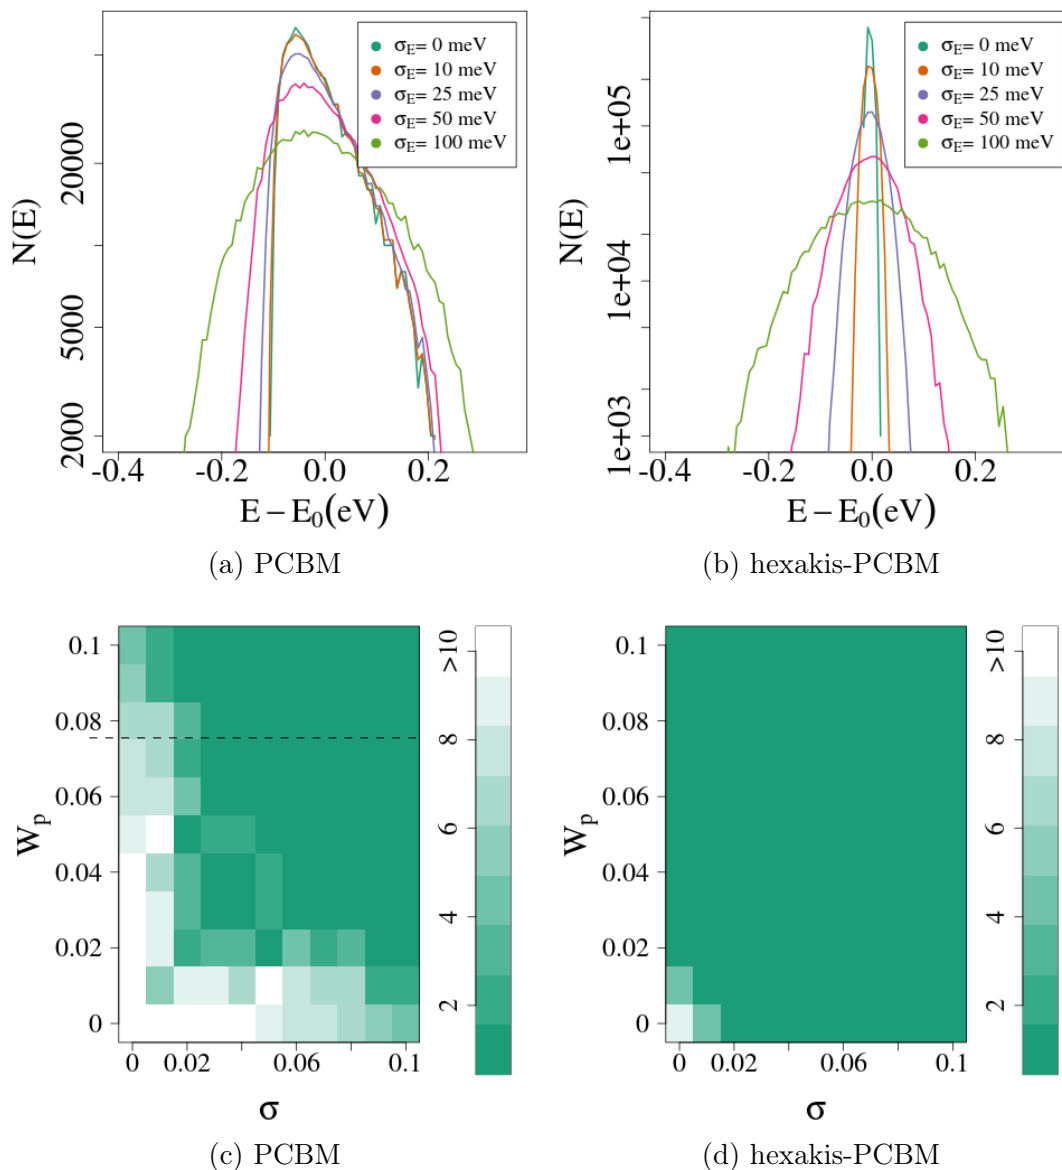 σE= 0 meV
σE= 10 meV
σE= 25 meV
σE= 50 meV
σE= 100 meV
N(E)
20000
5000
2000
-0.4
-0.2
0.0
0.2
E − E0(eV)
(a) PCBM
σE= 0 meV
σE= 10 meV
σE= 25 meV
σE= 50 meV
σE= 100 meV
N(E)
1e+05
1e+04
1e+03
-0.4
-0.2
0.0
0.2
E − E0(eV)
(b) hexakis-PCBM
Wp
0.1
0.08
0.06
0.04
0.02
0
0
0.02
0.06
0.1
σ
>10
8
6
4
2
(c) PCBM
Wp
0.1
0.08
0.06
0.04
0.02
0
0
0.02
0.06
0.1
σ
>10
8
6
4
2
(d) hexakis-PCBM